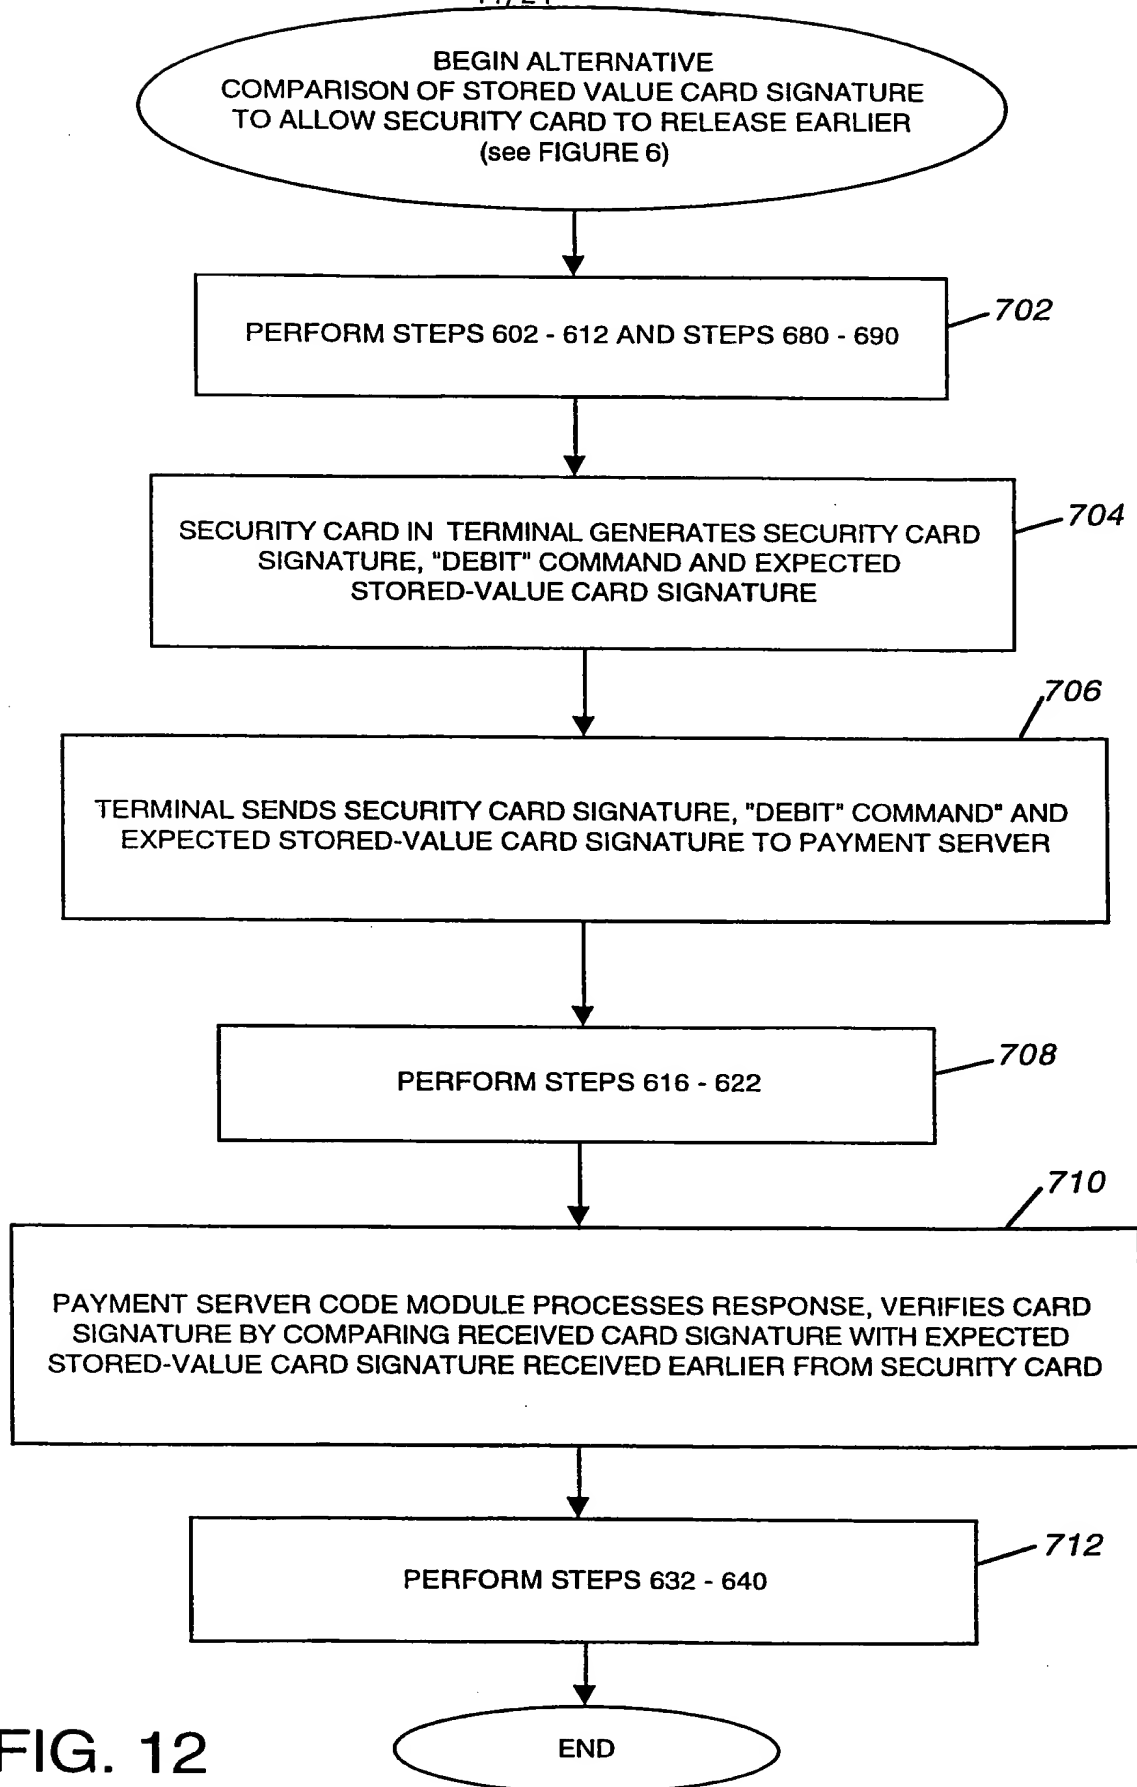 BEGIN ALTERNATIVE
COMPARISON OF STORED VALUE CARD SIGNATURE
TO ALLOW SECURITY CARD TO RELEASE EARLIER
(see FIGURE 6)
702
PERFORM STEPS 602 - 612 AND STEPS 680 - 690
704
SECURITY CARD IN TERMINAL GENERATES SECURITY CARD
SIGNATURE, "DEBIT" COMMAND AND EXPECTED
STORED-VALUE CARD SIGNATURE
706
TERMINAL SENDS SECURITY CARD SIGNATURE, "DEBIT" COMMAND" AND
EXPECTED STORED-VALUE CARD SIGNATURE TO PAYMENT SERVER
708
PERFORM STEPS 616 - 622
710
PAYMENT SERVER CODE MODULE PROCESSES RESPONSE, VERIFIES CARD
SIGNATURE BY COMPARING RECEIVED CARD SIGNATURE WITH EXPECTED
STORED-VALUE CARD SIGNATURE RECEIVED EARLIER FROM SECURITY CARD
712
PERFORM STEPS 632 - 640
END
FIG. 12